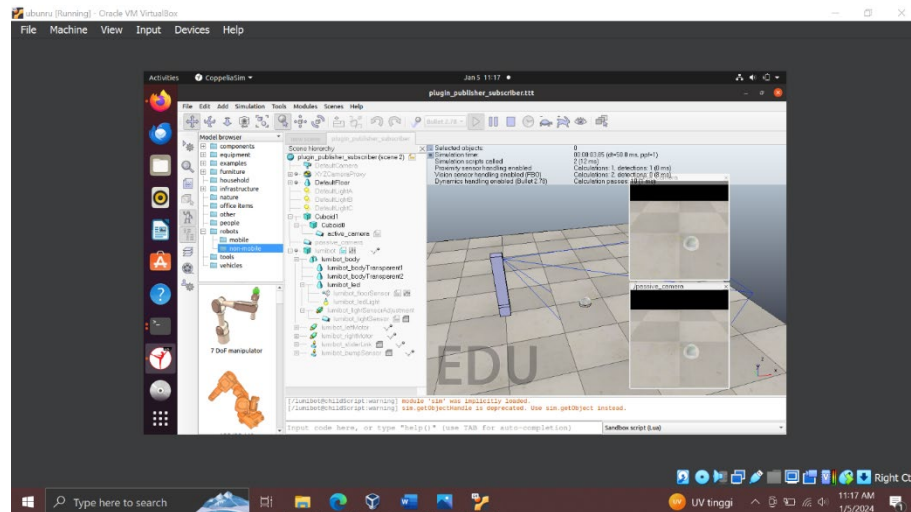 ubunru [Running] - Oracle VM VirtualBox
File Machine View Input Devices Help
Activities CoppeliaSim Jan 5 11:17
plugin_publisher_subscriber.ttt
File Edit Add Simulation Tools Modules Scenes Help
Bullet 2.78
Model browser
components
equipment
examples
furniture
household
infrastructure
nature
office items
other
people
robots
mobile
non-mobile
tools
vehicles
7 DoF manipulator
Scene hierarchy
plugin_publisher_subscriber (scene 2)
DefaultCamera
XYZCameraProxy
DefaultFloor
DefaultLightA
DefaultLightB
DefaultLightC
Cuboid1
Cuboid0
active_camera
passive_camera
lumibot
lumibot_body
lumibot_bodyTransparent1
lumibot_bodyTransparent2
lumibot_led
lumibot_floorSensor
lumibot_ledLight
lumibot_lightSensorAdjustment
lumibot_lightSensor
lumibot_leftMotor
lumibot_rightMotor
lumibot_sliderLink
lumibot_bumpSensor
Selected objects: 0
Simulation time:
Simulation scripts called 2 (12 ms)
Proximity sensor handling enabled
Vision sensor handling enabled (FBO)
Dynamics handling enabled (Bullet 2.78)
/passive_camera
EDU
[/lumibot@childScript:warning] module 'sim' was implicitly loaded.
[/lumibot@childScript:warning] sim.getObjectHandle is deprecated. Use sim.getObject instead.
Input code here, or type "help()" (use TAB for auto-completion) Sandbox script (Lua)
Right Ct
Type here to search
UV tinggi
11:17 AM
1/5/2024